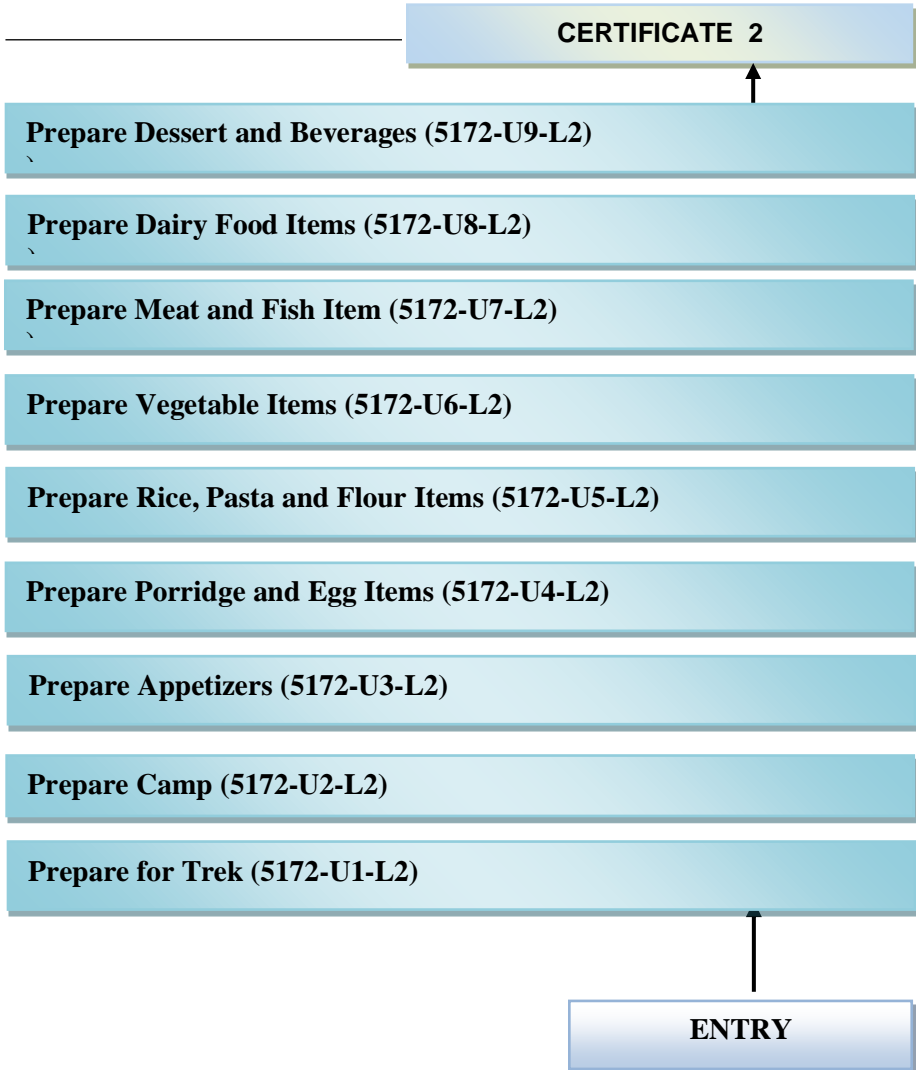 CERTIFICATE 2
Prepare Dessert and Beverages (5172-U9-L2)
Prepare Dairy Food Items (5172-U8-L2)
Prepare Meat and Fish Item (5172-U7-L2)
Prepare Vegetable Items (5172-U6-L2)
Prepare Rice, Pasta and Flour Items (5172-U5-L2)
Prepare Porridge and Egg Items (5172-U4-L2)
Prepare Appetizers (5172-U3-L2)
Prepare Camp (5172-U2-L2)
Prepare for Trek (5172-U1-L2)
ENTRY